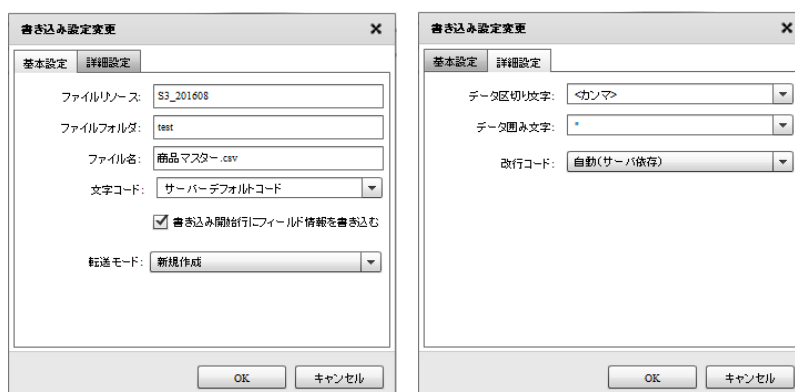 書き込み設定変更
基本設定 詳細設定
ファイルリソース: S3_201608
ファイルフォルダ: test
ファイル名: 商品マスター.csv
文字コード: サーバーデフォルトコード
書き込み開始行にフィールド情報を書き込む
転送モード: 新規作成
OK キャンセル
書き込み設定変更
基本設定 詳細設定
データ区切り文字: <カンマ>
データ囲み文字: "
改行コード: 自動(サーバ依存)
OK キャンセル